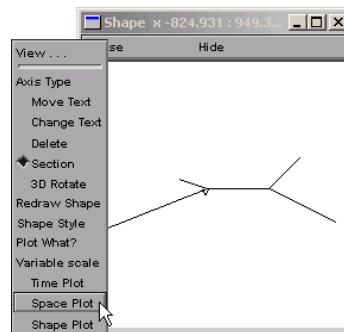 Shape x -824.931 : 949.3...
se Hide
View . . .
Axis Type
Move Text
Change Text
Delete
Section
3D Rotate
Redraw Shape
Shape Style
Plot What?
Variable scale
Time Plot
Space Plot
Shape Plot